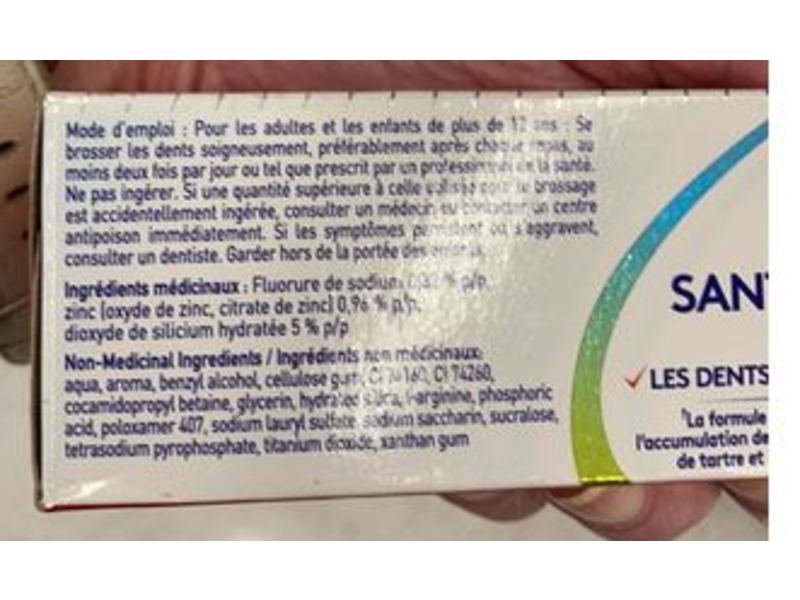 Mode d'emploi : Pour les adultes et les enfants de plus de 12 ans : Se
brosser les dents soigneusement, préférablement après chaque repas, au
moins deux fois par jour ou tel que prescrit par un professionnel de la santé.
Ne pas ingérer. Si une quantité supérieure à celle utilisée pour le brossage
est accidentellement ingérée, consulter un médecin ou contacter un centre
antipoison immédiatement. Si les symptômes persistent ou s'aggravent,
consulter un dentiste. Garder hors de la portée des enfants.
Ingrédients médicinaux : Fluorure de sodium % p/p,
zinc (oxyde de zinc, citrate de zinc) 0,96 % p/p,
dioxyde de silicium hydratée 5 % p/p
Non-Medicinal Ingredients / Ingrédients non médicinaux:
aqua, aroma, benzyl alcohol, cellulose gum, CI 74160, CI 74260,
cocamidopropyl betaine, glycerin, hydrated silica, l-arginine, phosphoric
acid, poloxamer 407, sodium lauryl sulfate, sodium saccharin, sucralose,
tetrasodium pyrophosphate, titanium dioxide, xanthan gum
SAN
LES DENTS
La formule
l'accumulation de
de tartre et